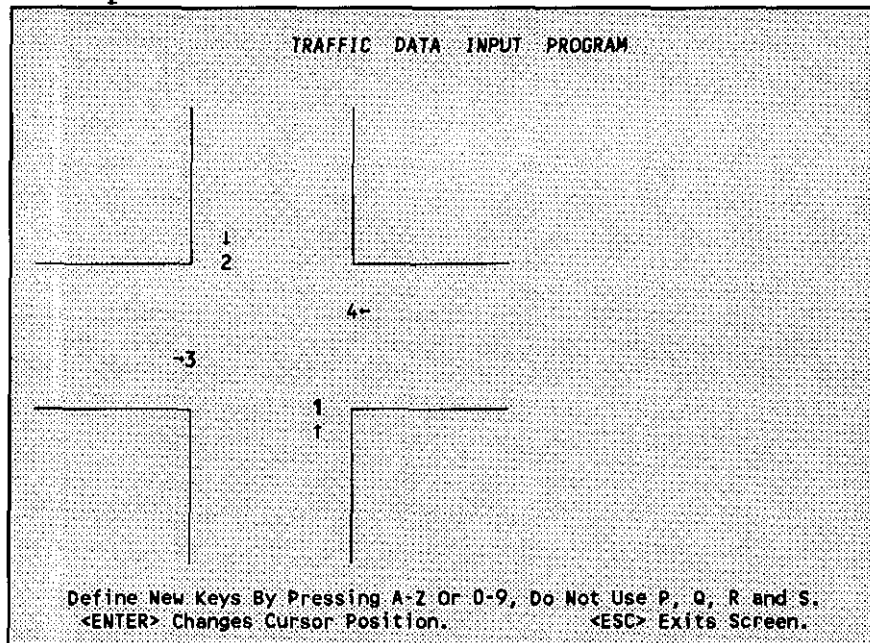 TRAFFIC DATA INPUT PROGRAM
↓
2
4←
→3
1
↑
Define New Keys By Pressing A-Z Or 0-9, Do Not Use P, Q, R and S.
<ENTER> Changes Cursor Position. <ESC> Exits Screen.